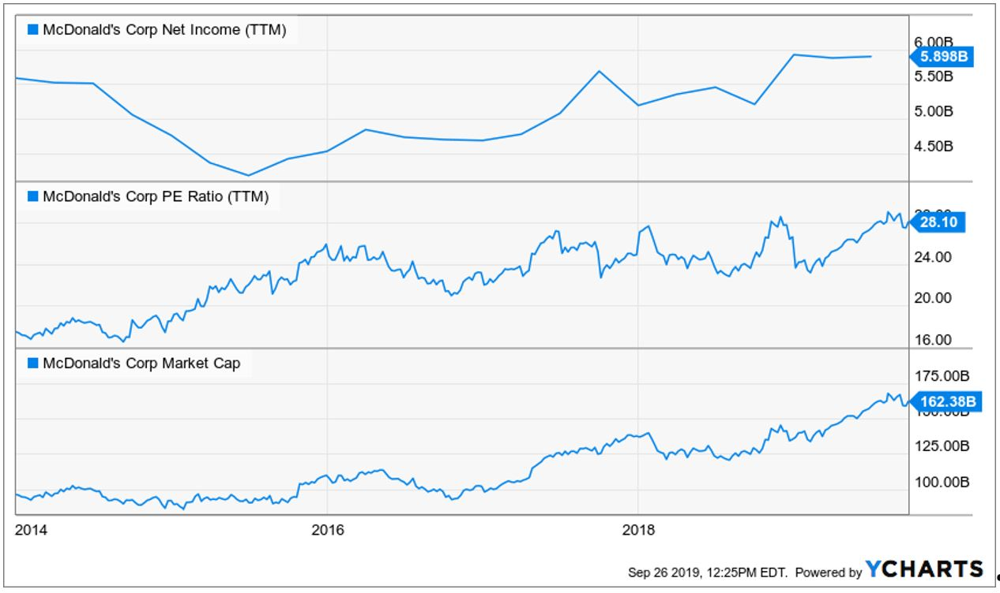 McDonald's Corp Net Income (TTM)
6.00B
5.898B
5.50B
5.00B
4.50B
McDonald's Corp PE Ratio (TTM)
28.10
24.00
20.00
16.00
McDonald's Corp Market Cap
175.00B
162.38B
125.00B
100.00B
2014 2016 2018
Sep 26 2019, 12:25PM EDT. Powered by YCHARTS